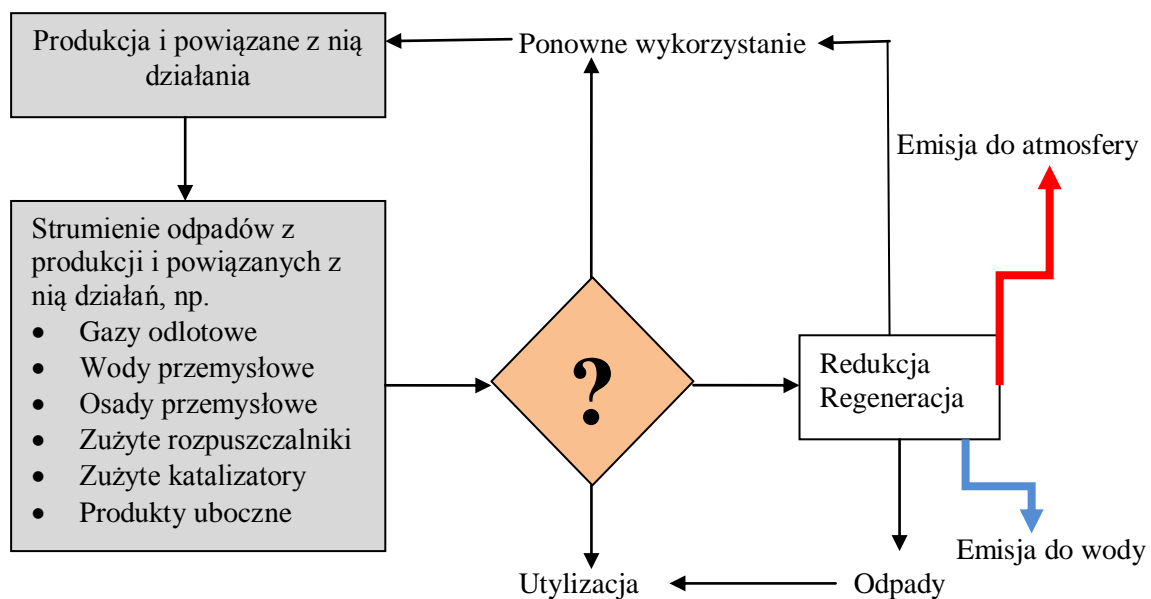 Produkcja i powiązane z nią
działania
Ponowne wykorzystanie
Emisja do atmosfery
Strumienie odpadów z
produkcji i powiązanych z
nią działań, np.
• Gazy odlotowe
• Wody przemysłowe
• Osady przemysłowe
• Zużyte rozpuszczalniki
• Zużyte katalizatory
• Produkty uboczne
?
Redukcja
Regeneracja
Emisja do wody
Utylizacja
Odpady